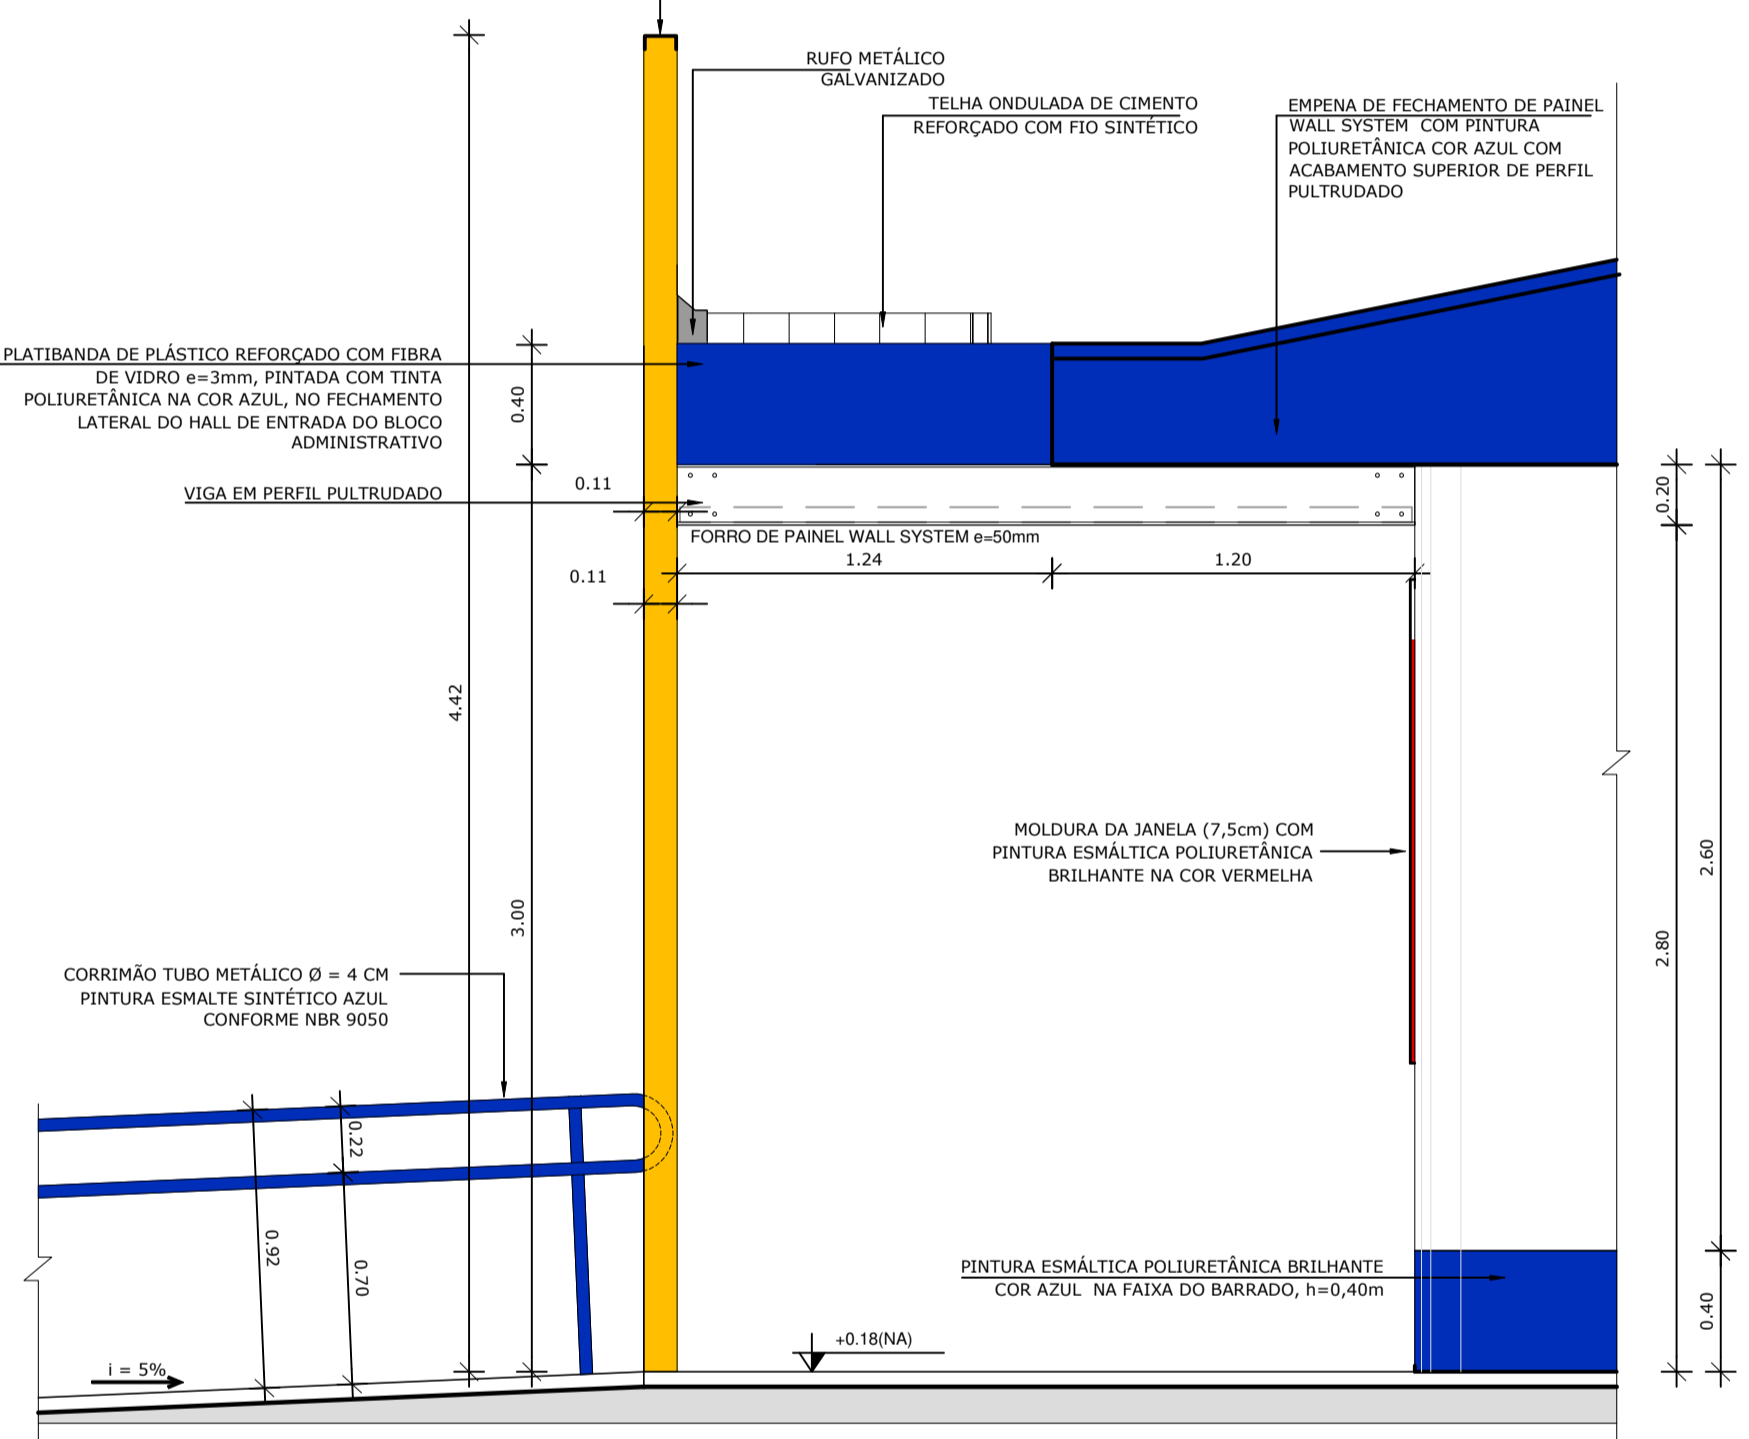 RUFO METÁLICO
GALVANIZADO
TELHA ONDULADA DE CIMENTO
REFORÇADO COM FIO SINTÉTICO
EMPENA DE FECHAMENTO DE PAINEL
WALL SYSTEM COM PINTURA
POLIURETÂNICA COR AZUL COM
ACABAMENTO SUPERIOR DE PERFIL
PULTRUDADO
PLATIBANDA DE PLÁSTICO REFORÇADO COM FIBRA
DE VIDRO e=3mm, PINTADA COM TINTA
POLIURETÂNICA NA COR AZUL, NO FECHAMENTO
LATERAL DO HALL DE ENTRADA DO BLOCO
ADMINISTRATIVO
0.40
VIGA EM PERFIL PULTRUDADO
0.11
0.20
FORRO DE PAINEL WALL SYSTEM e=50mm
0.11
1.24
1.20
4.42
3.00
MOLDURA DA JANELA (7,5cm) COM
PINTURA ESMÁLTICA POLIURETÂNICA
BRILHANTE NA COR VERMELHA
2.60
2.80
CORRIMÃO TUBO METÁLICO Ø = 4 CM
PINTURA ESMALTE SINTÉTICO AZUL
CONFORME NBR 9050
0.22
0.92
0.70
PINTURA ESMÁLTICA POLIURETÂNICA BRILHANTE
COR AZUL NA FAIXA DO BARRADO, h=0,40m
0.40
+0.18(NA)
i = 5%